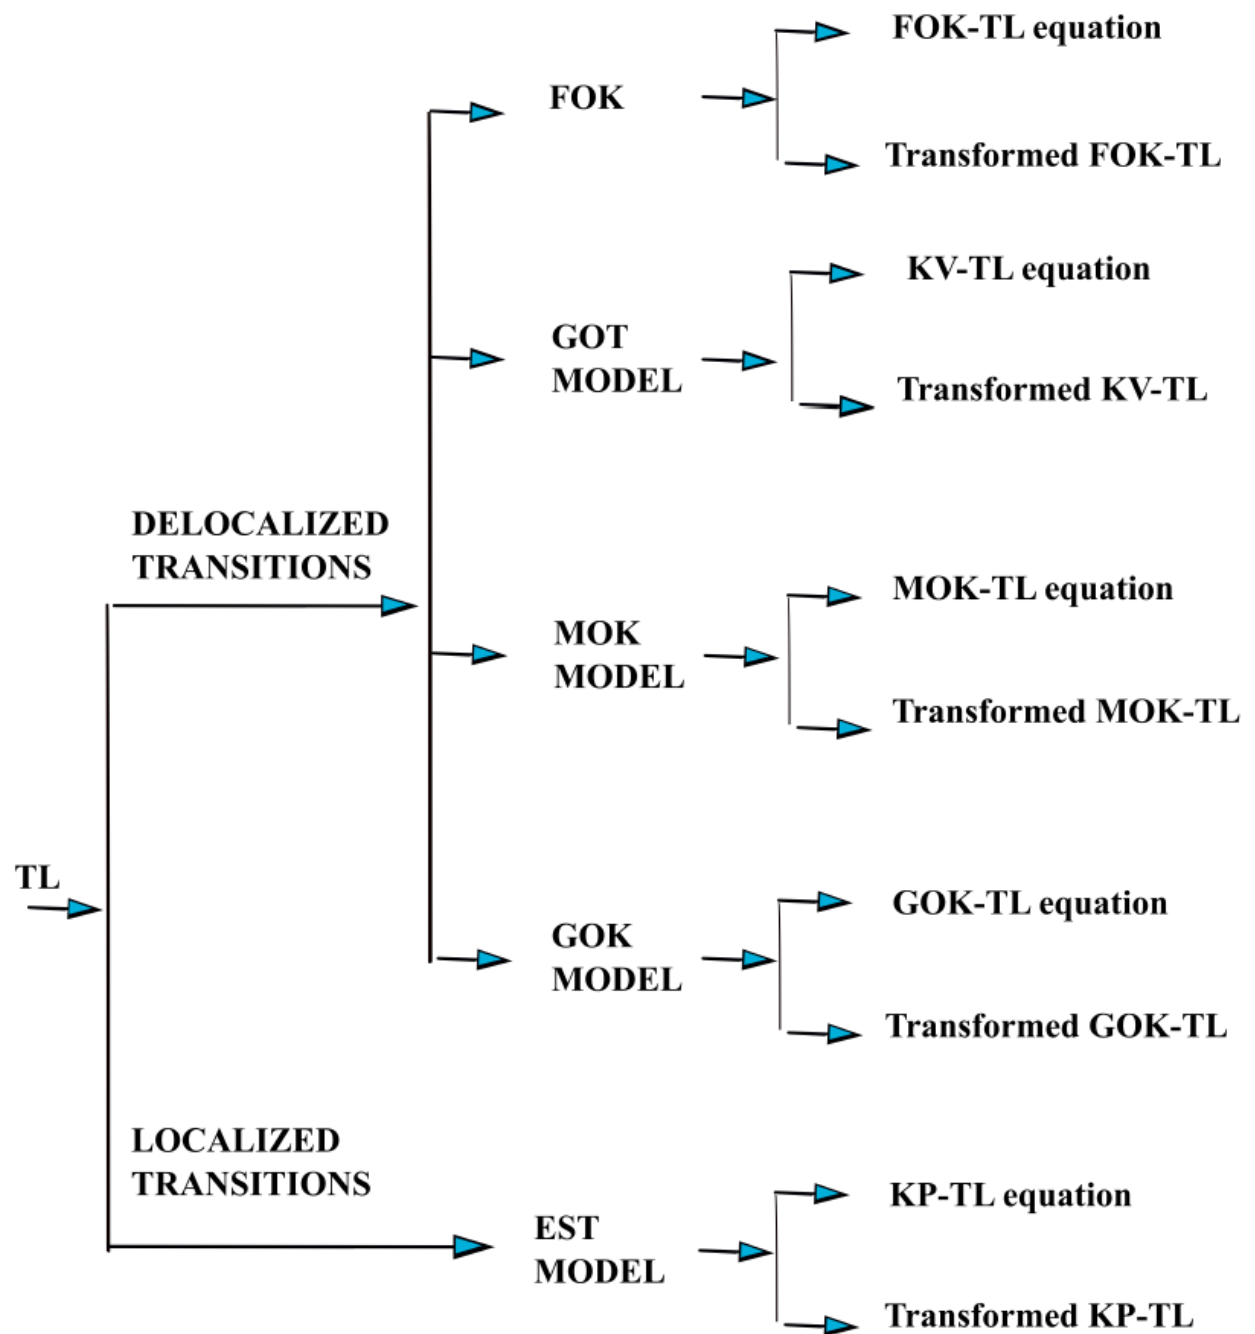 FOK-TL equation
FOK
Transformed FOK-TL
KV-TL equation
GOT
MODEL
Transformed KV-TL
DELOCALIZED
TRANSITIONS
MOK-TL equation
MOK
MODEL
Transformed MOK-TL
TL
GOK-TL equation
GOK
MODEL
Transformed GOK-TL
LOCALIZED
TRANSITIONS
KP-TL equation
EST
MODEL
Transformed KP-TL